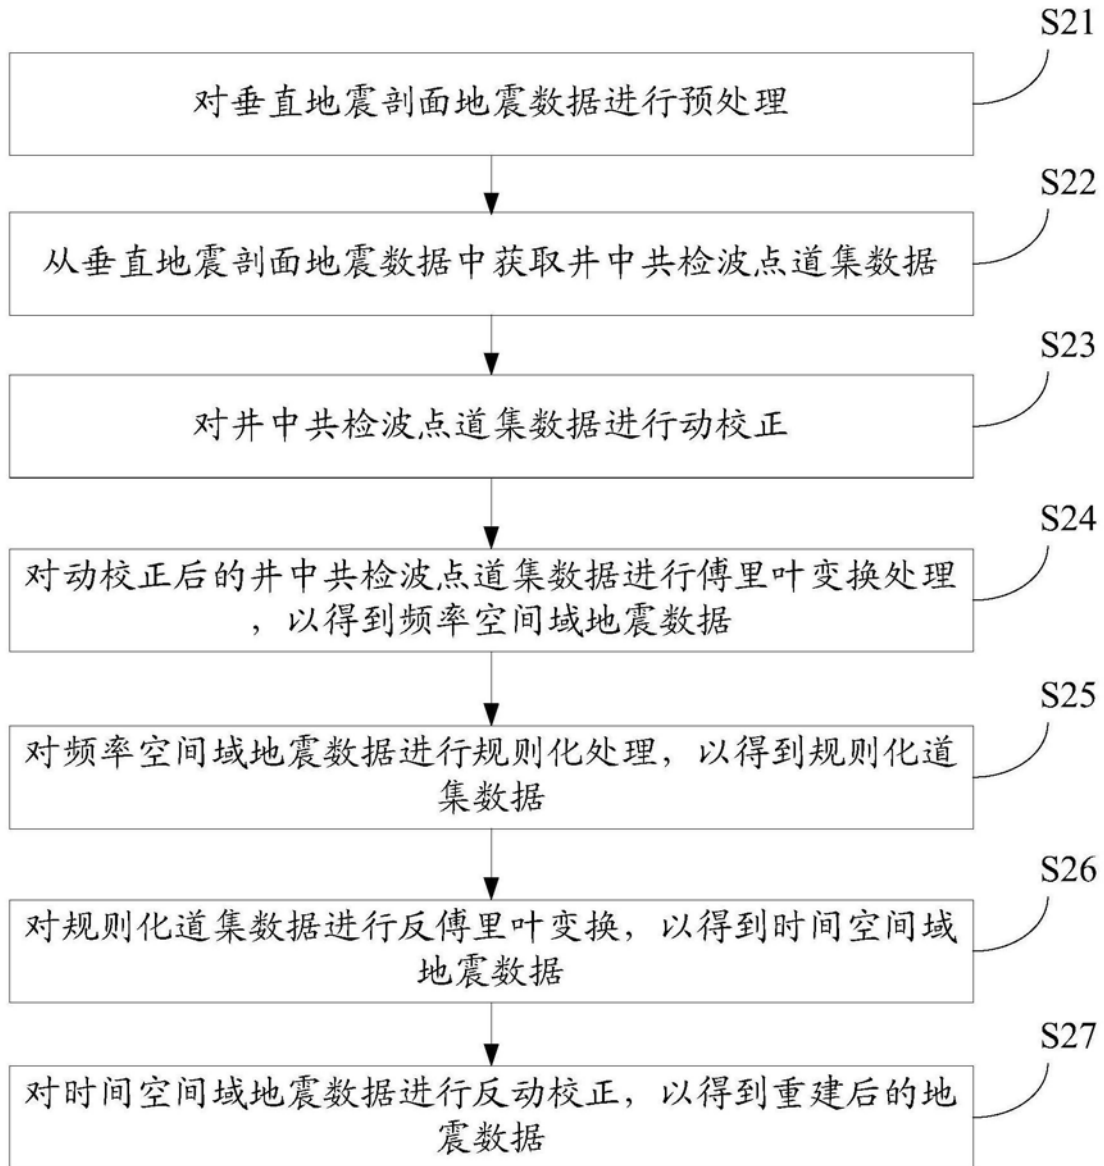 S21
对垂直地震剖面地震数据进行预处理
S22
从垂直地震剖面地震数据中获取井中共检波点道集数据
S23
对井中共检波点道集数据进行动校正
S24
对动校正后的井中共检波点道集数据进行傅里叶变换处理
，以得到频率空间域地震数据
S25
对频率空间域地震数据进行规则化处理，以得到规则化道
集数据
S26
对规则化道集数据进行反傅里叶变换，以得到时间空间域
地震数据
S27
对时间空间域地震数据进行反动校正，以得到重建后的地
震数据